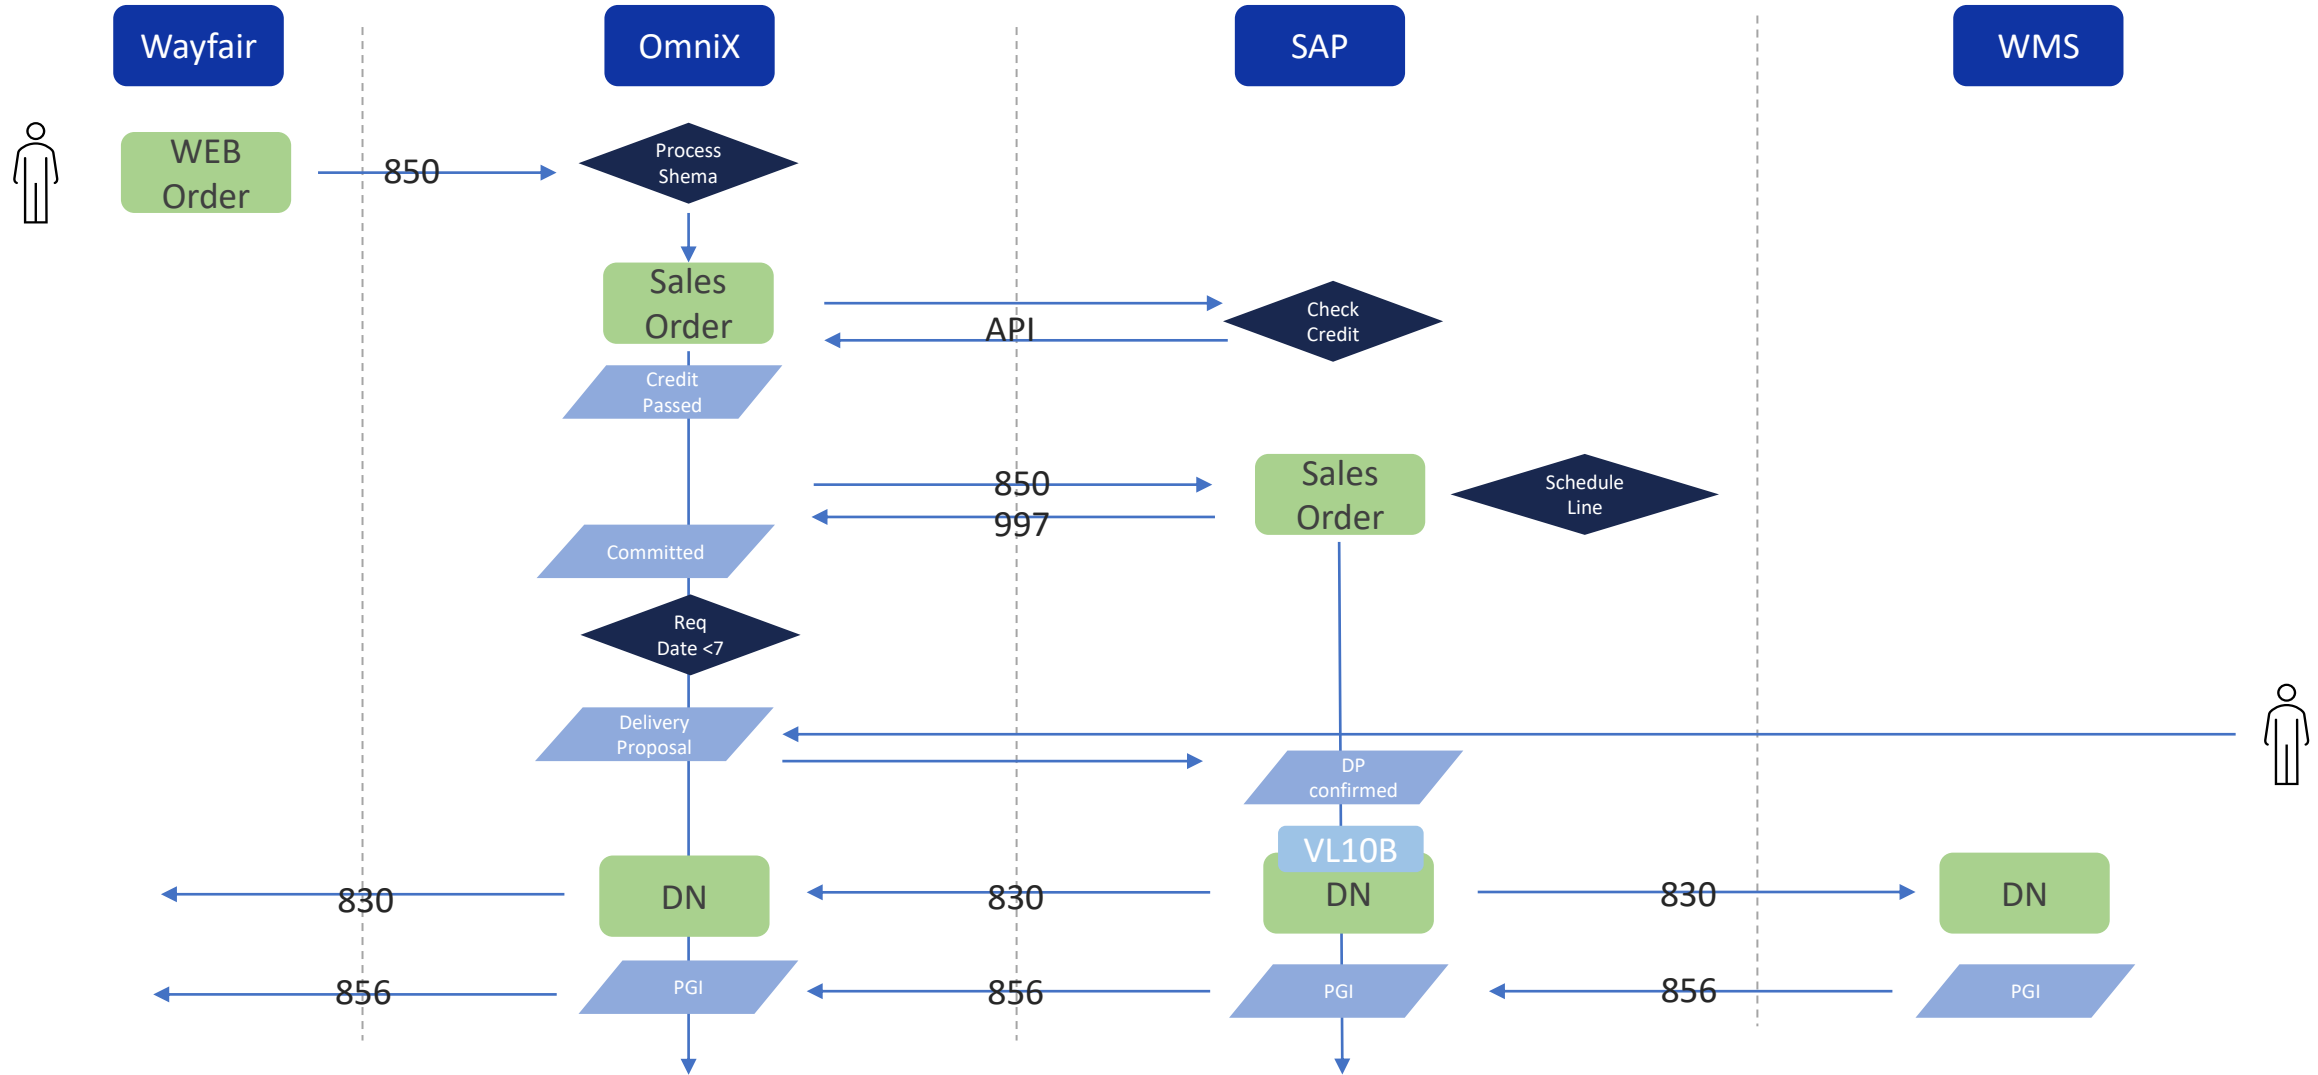 Wayfair
OmniX
SAP
WMS
WEB
Order
850
Process
Shema
Sales
Order
API
Check
Credit
Credit
Passed
850
997
Sales
Order
Schedule
Line
Committed
Req
Date <7
Delivery
Proposal
DP
confirmed
VL10B
830
DN
830
DN
830
DN
856
PGI
856
PGI
856
PGI